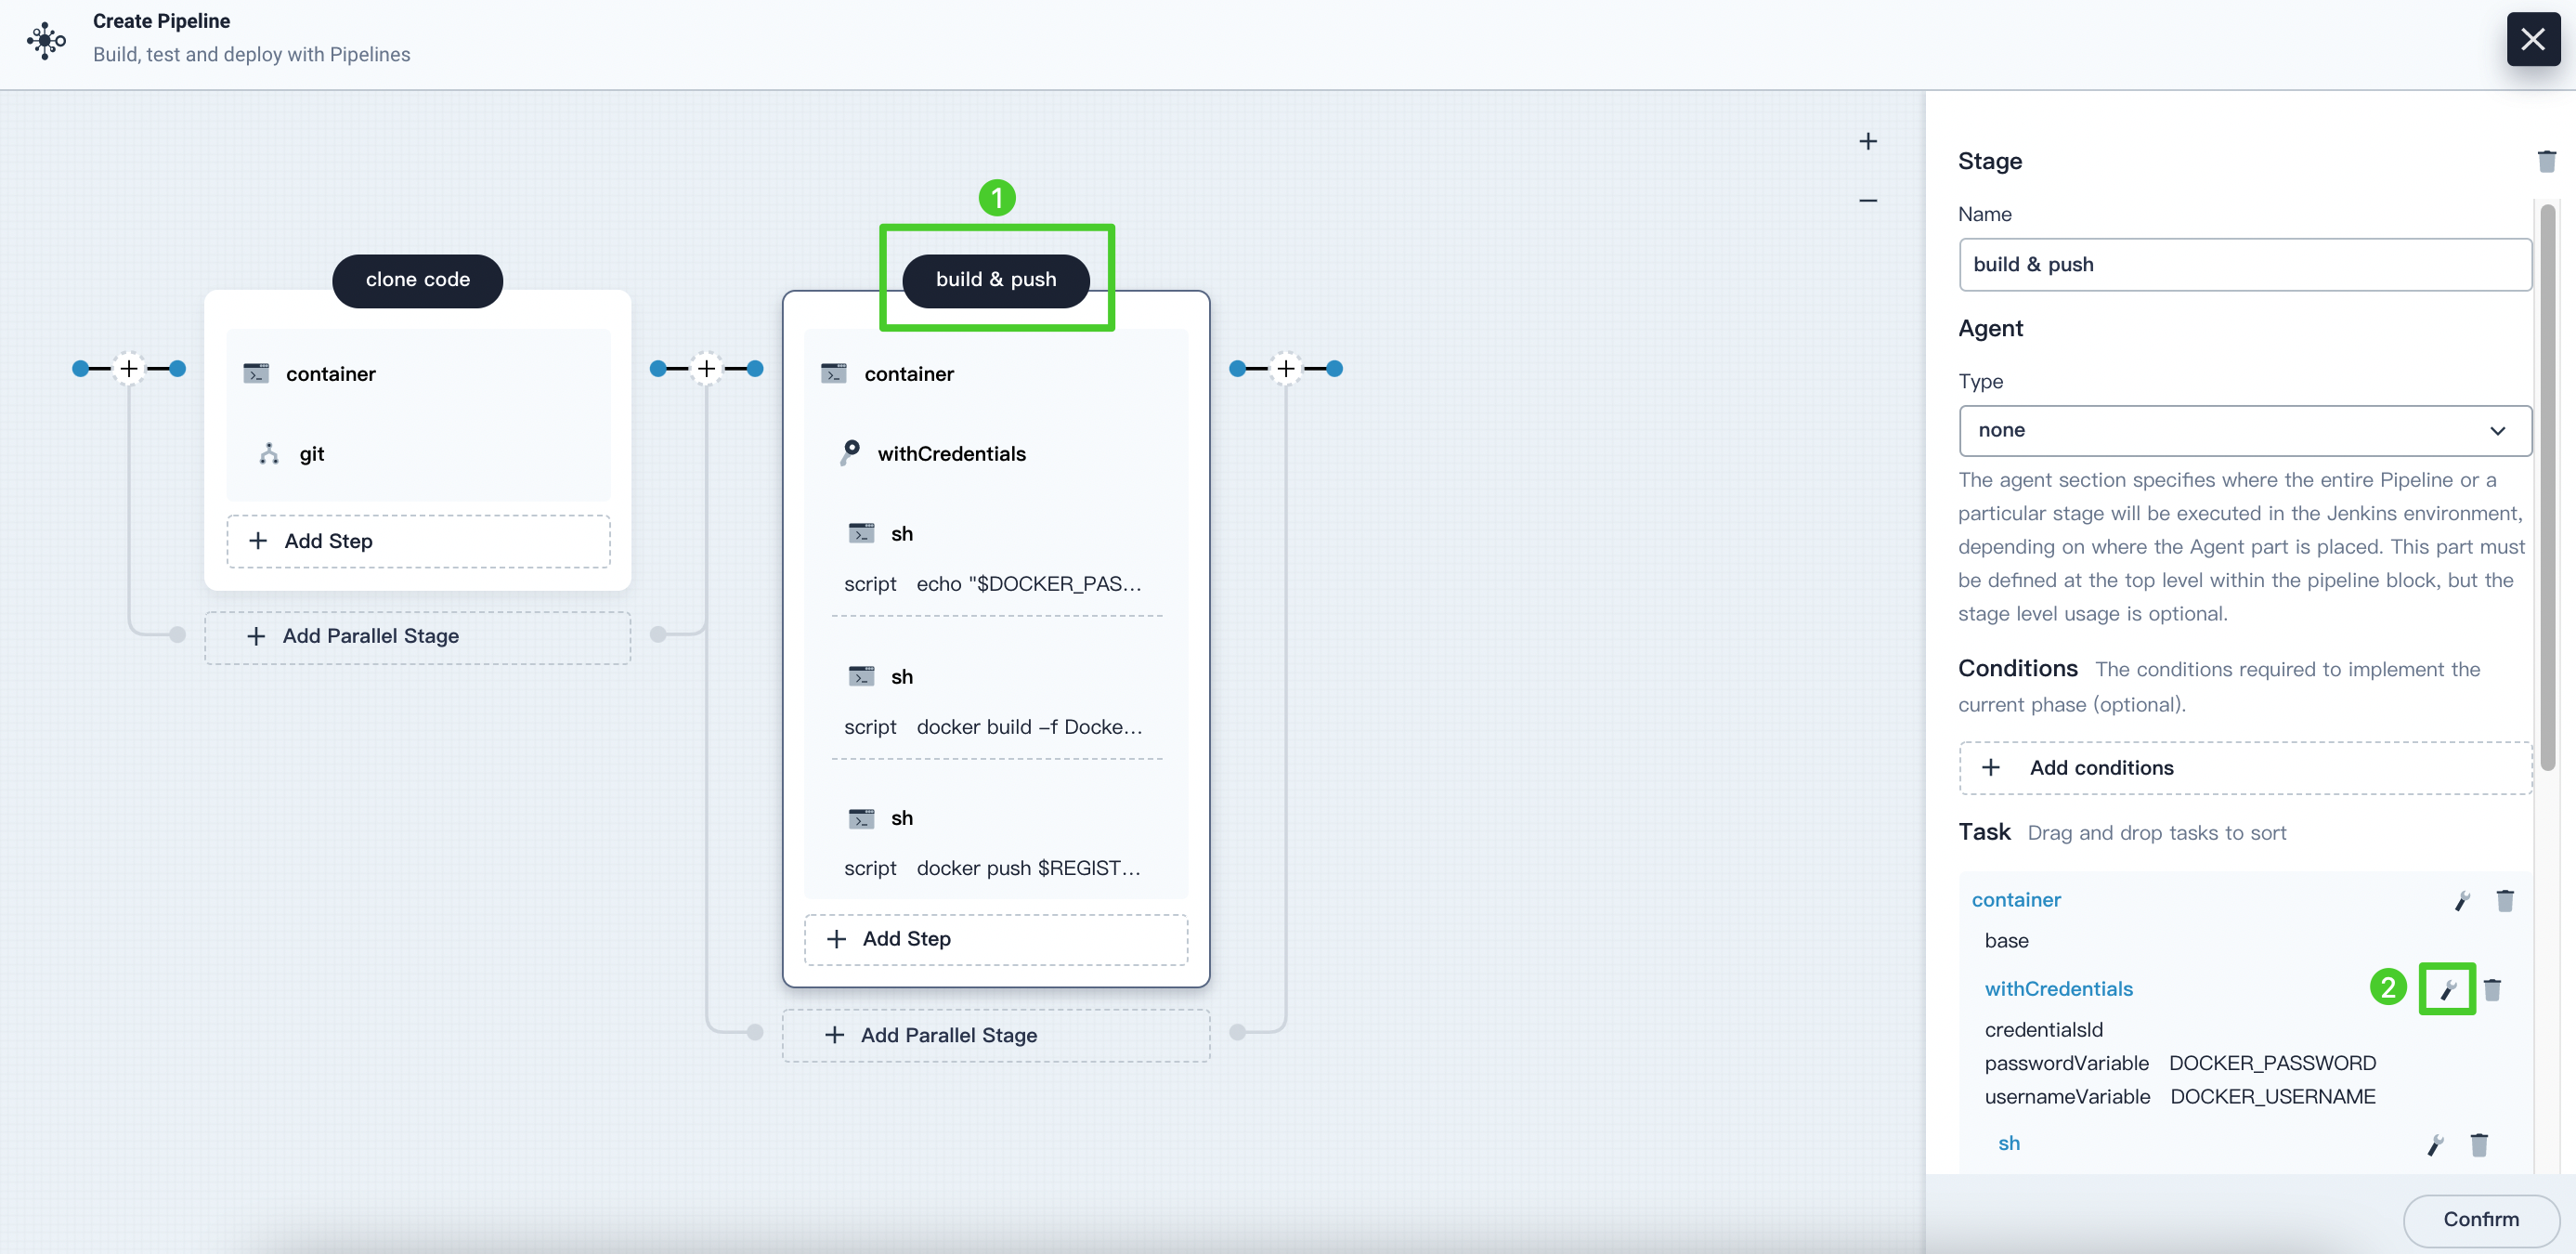 Create Pipeline
Build, test and deploy with Pipelines
1
clone code
container
git
Add Step
Add Parallel Stage
build & push
container
withCredentials
sh
script echo "$DOCKER_PAS...
sh
script docker build -f Docke...
sh
script docker push $REGIST...
Add Step
Add Parallel Stage
Stage
Name
build & push
Agent
Type
none
The agent section specifies where the entire Pipeline or a
particular stage will be executed in the Jenkins environment,
depending on where the Agent part is placed. This part must
be defined at the top level within the pipeline block, but the
stage level usage is optional.
Conditions The conditions required to implement the
current phase (optional).
Add conditions
Task Drag and drop tasks to sort
container
base
withCredentials
2
credentialsId
passwordVariable DOCKER_PASSWORD
usernameVariable DOCKER_USERNAME
sh
Confirm